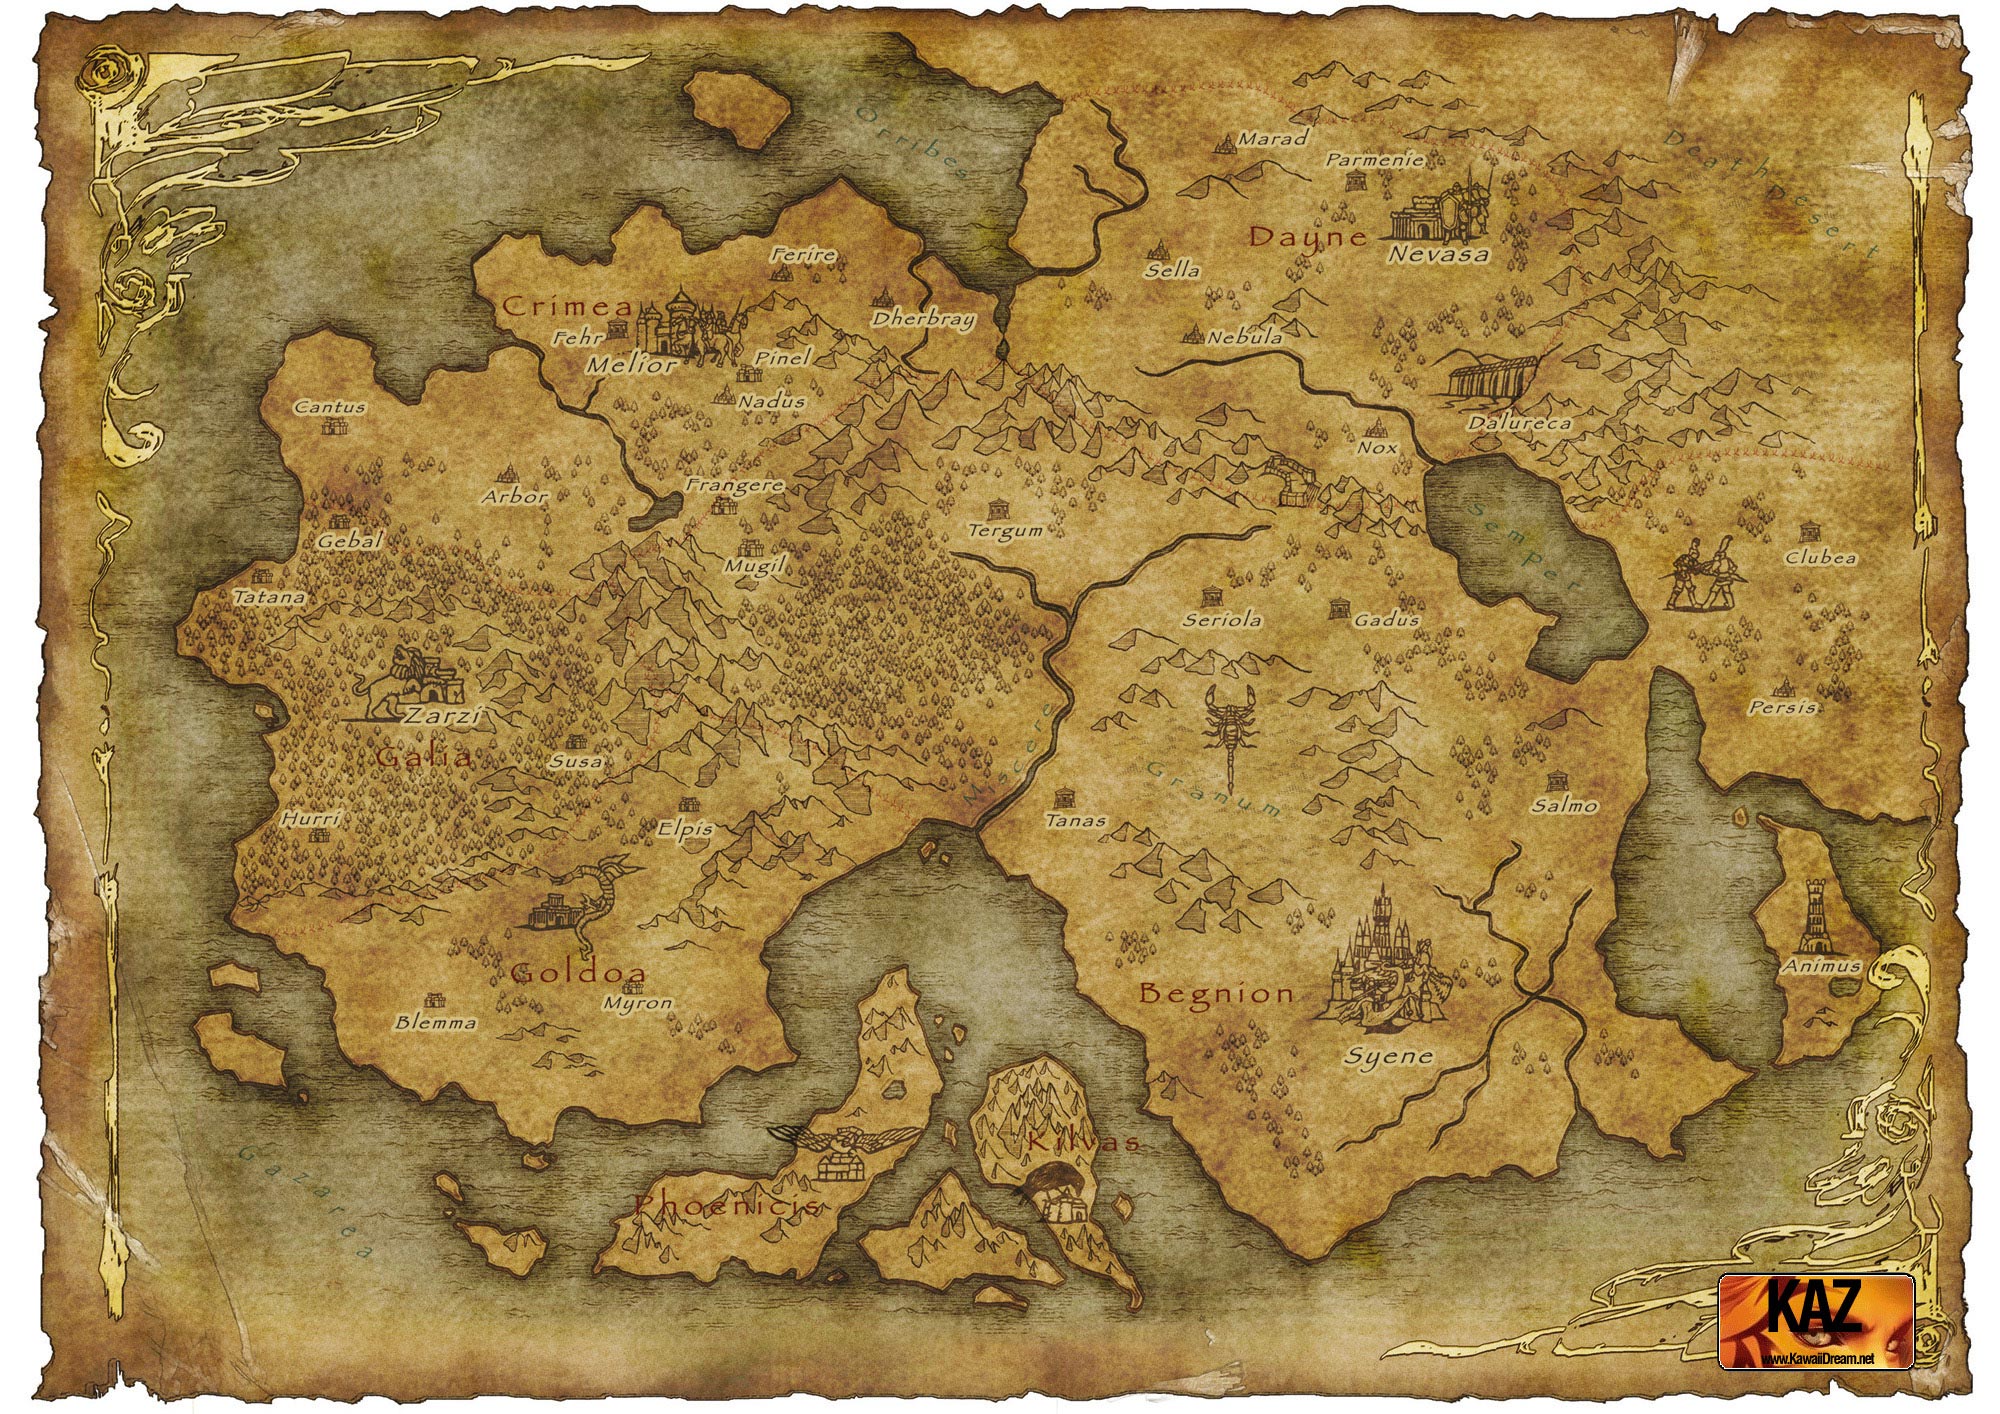 Orribes
Death Desert
Marad
Parmenie
Dayne
Nevasa
Ferire
Sella
Crimea
Dherbray
Fehr
Nebula
Pinel
Melior
Nadus
Cantus
Dalureca
Nox
Frangere
Arbor
Tergum
Sempet
Gebal
Mugil
Clubea
Tatana
Seriola
Gadus
Zarzi
Persis
Galia
Susa
Miscere
Granum
Salmo
Hurri
Elpis
Tanas
Goldoa
Animus
Myron
Begnion
Blemma
Syene
Kilvas
Gazarea
Phoenicis
KAZ
www.KawaiiDream.net